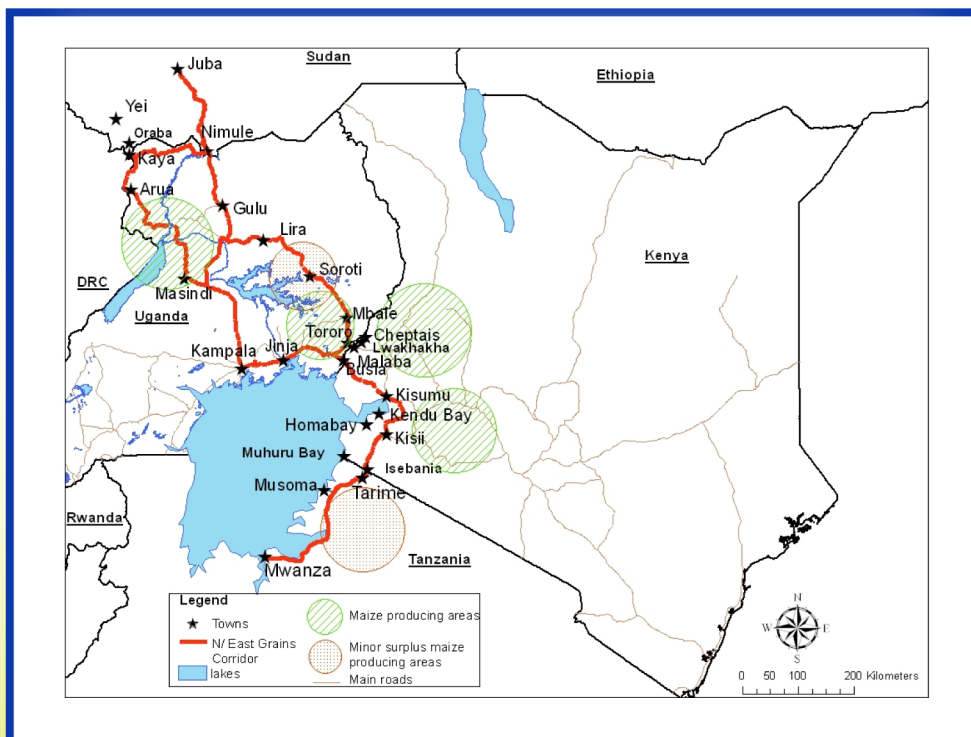 Sudan
Juba
Ethiopia
Yei
Oraba
Nimule
Kaya
Arua
Gulu
Lira
Kenya
Soroti
DRC
Masindi
Uganda
Mbale
Tororo
Cheptais
Lwakhakha
Jinja
Malaba
Kampala
Busia
Kisumu
Kendu Bay
Homabay
Kisii
Muhuru Bay
Isebania
Musoma
Tarime
Rwanda
Tanzania
Mwanza
Legend
Towns
N/ East Grains
Corridor
lakes
Maize producing areas
Minor surplus maize
producing areas
Main roads
N
W
E
S
0 50 100 200 Kilometers